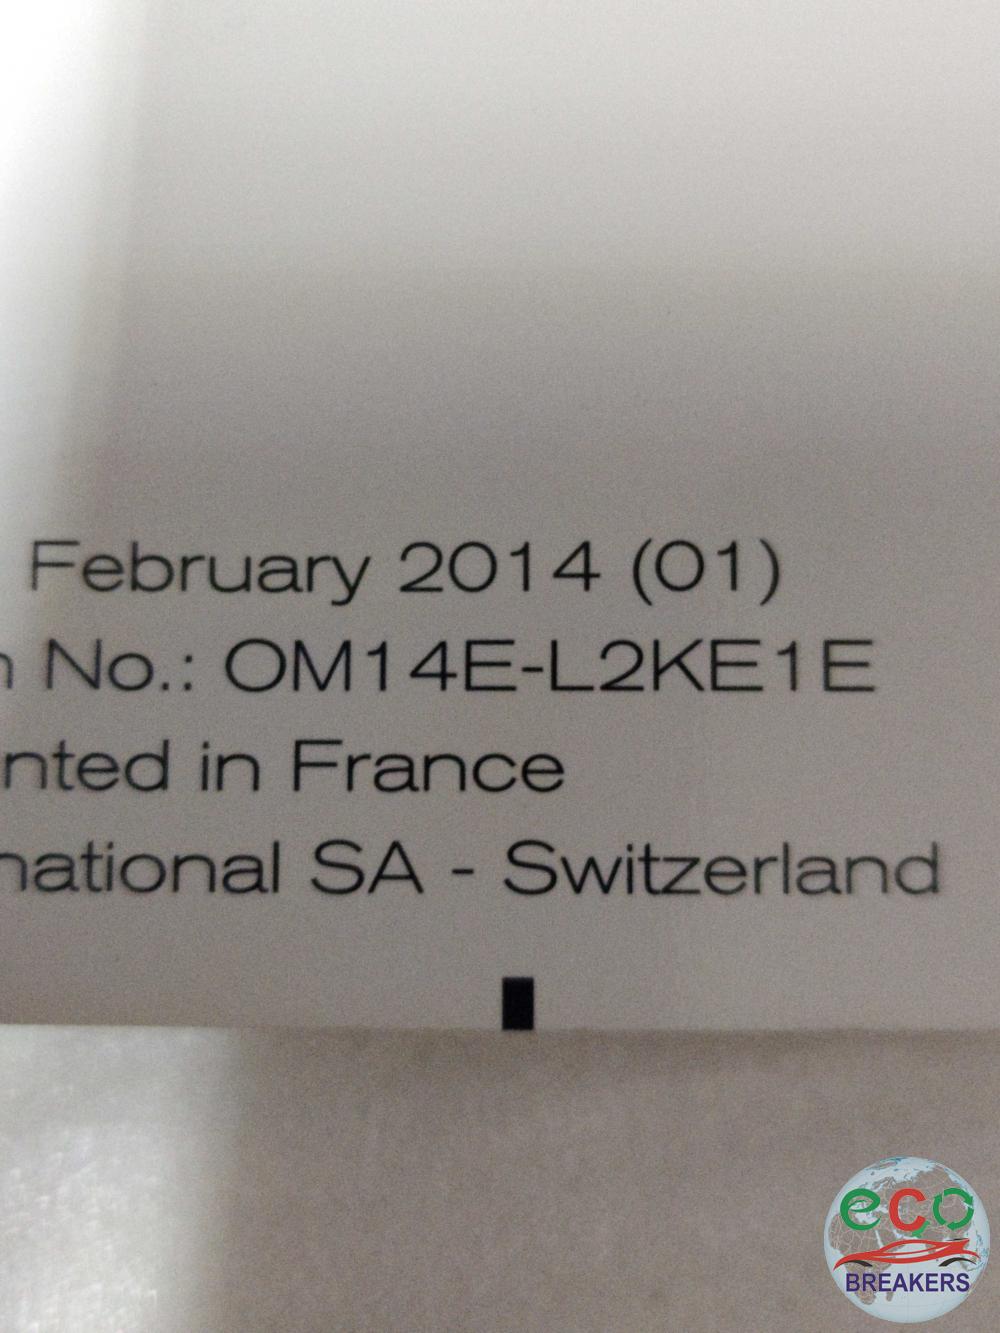 February 2014 (01)
n No.: OM14E-L2KE1E
nted in France
national SA - Switzerland
eco
BREAKERS